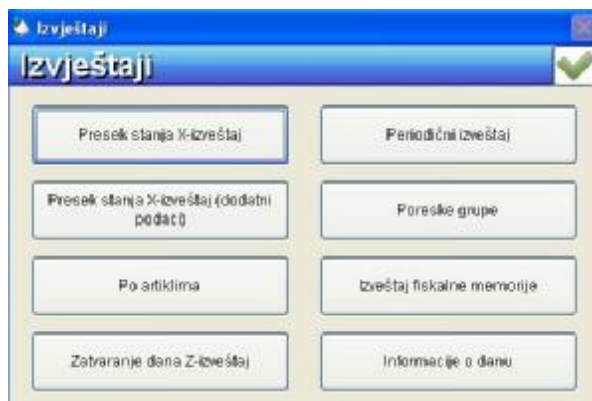 Izvještaji
Izvještaji
Presek stanja X-izveštaj
Periodični izveštaj
Presek stanja X-izveštaj (dodatni
podaci)
Poreske grupe
Po artiklima
Izveštaj fiskalne memorije
Zatvaranje dana Z-izveštaj
Informacije o danu